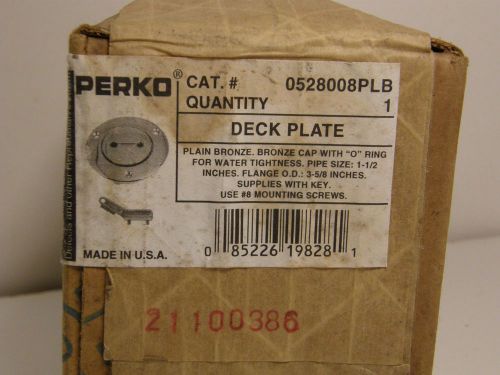 PERKO®
CAT. # 0528008PLB
QUANTITY 1
DECK PLATE
PLAIN BRONZE. BRONZE CAP WITH "O" RING
FOR WATER TIGHTNESS. PIPE SIZE: 1-1/2
INCHES. FLANGE O.D.: 3-5/8 INCHES.
SUPPLIES WITH KEY.
USE #8 MOUNTING SCREWS.
MADE IN U.S.A.
0 85226 19828 1
21100386